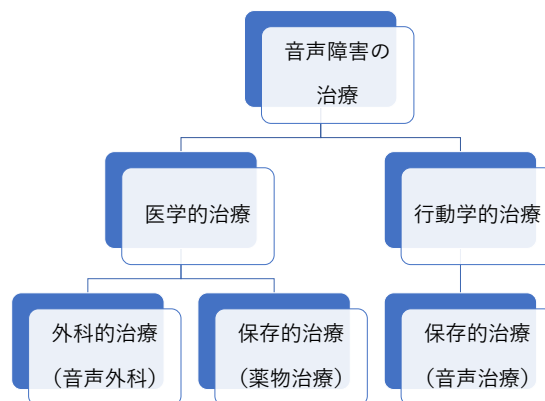 音声障害の
治療
医学的治療
行動学的治療
外科的治療
（音声外科）
保存的治療
（薬物治療）
保存的治療
（音声治療）